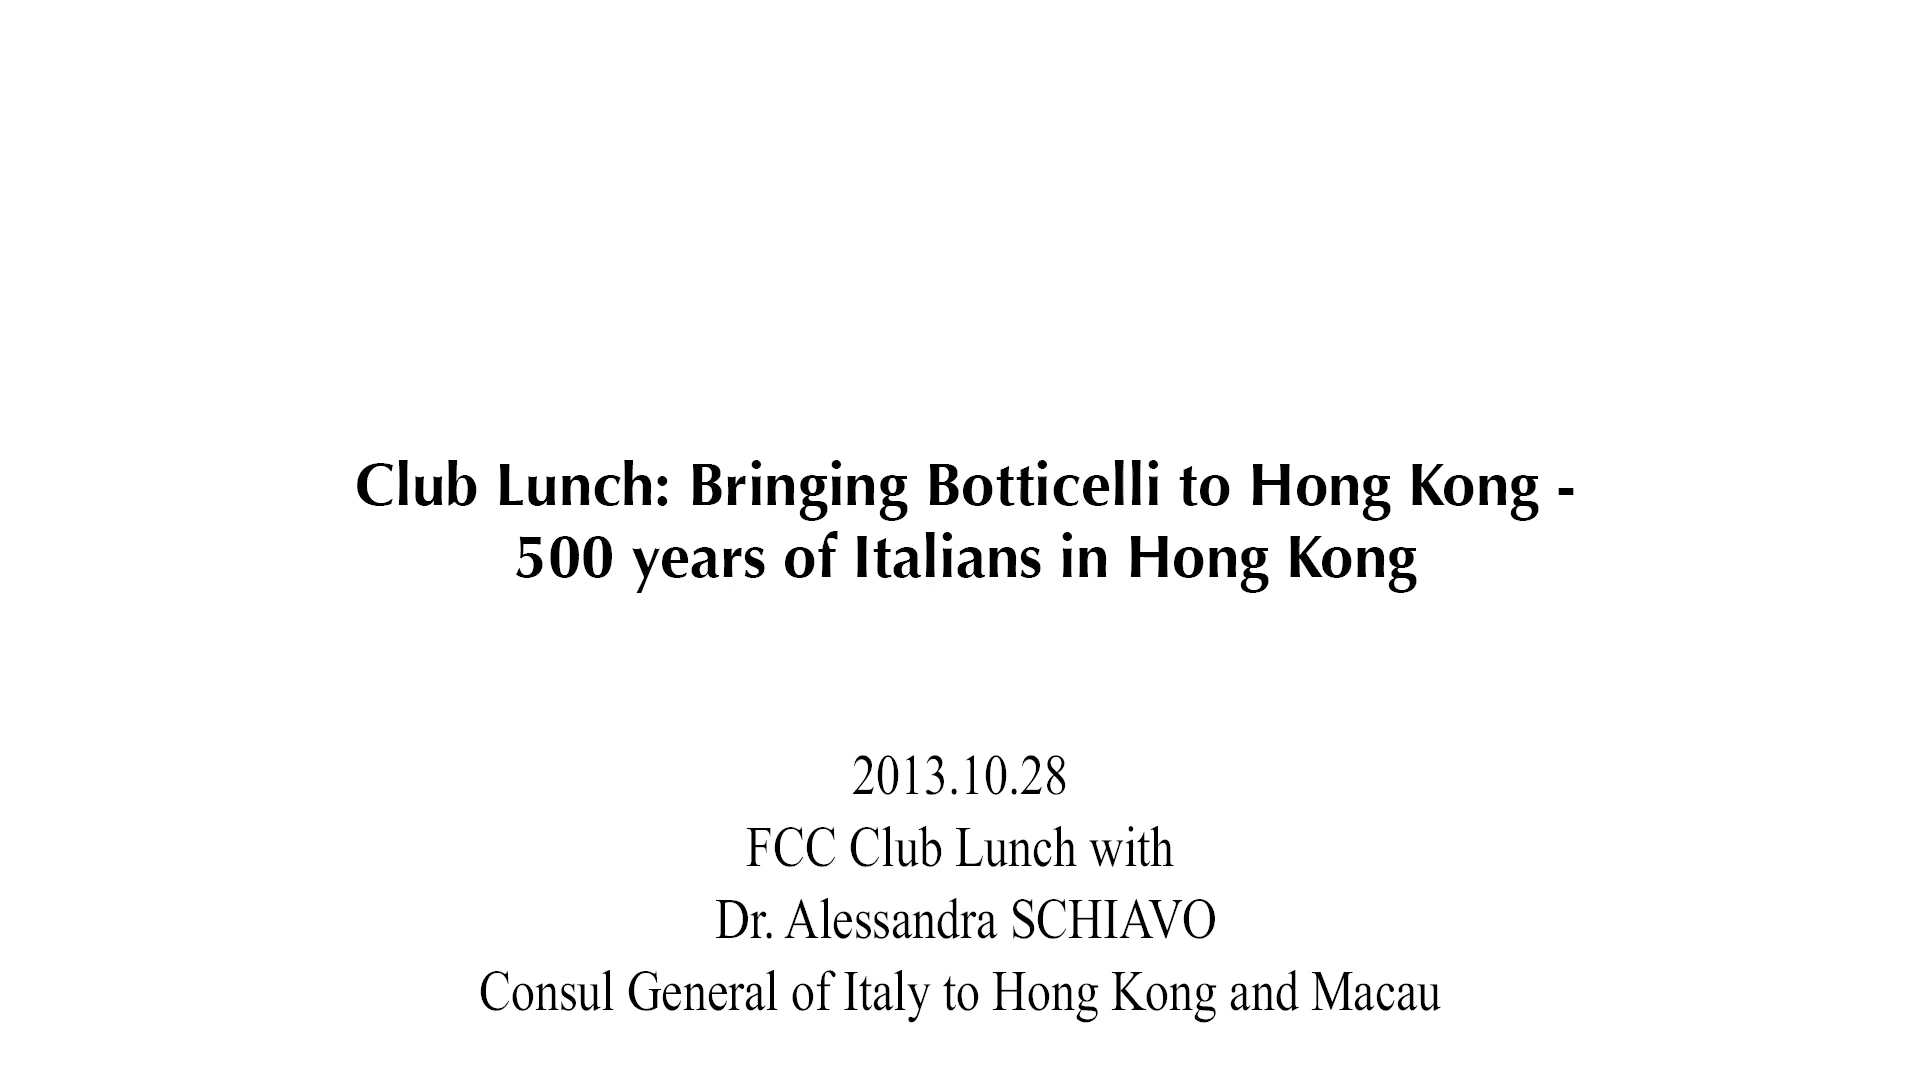 Club Lunch: Bringing Botticelli to Hong Kong -
500 years of Italians in Hong Kong
2013.10.28
FCC Club Lunch with
Dr. Alessandra SCHIAVO
Consul General of Italy to Hong Kong and Macau